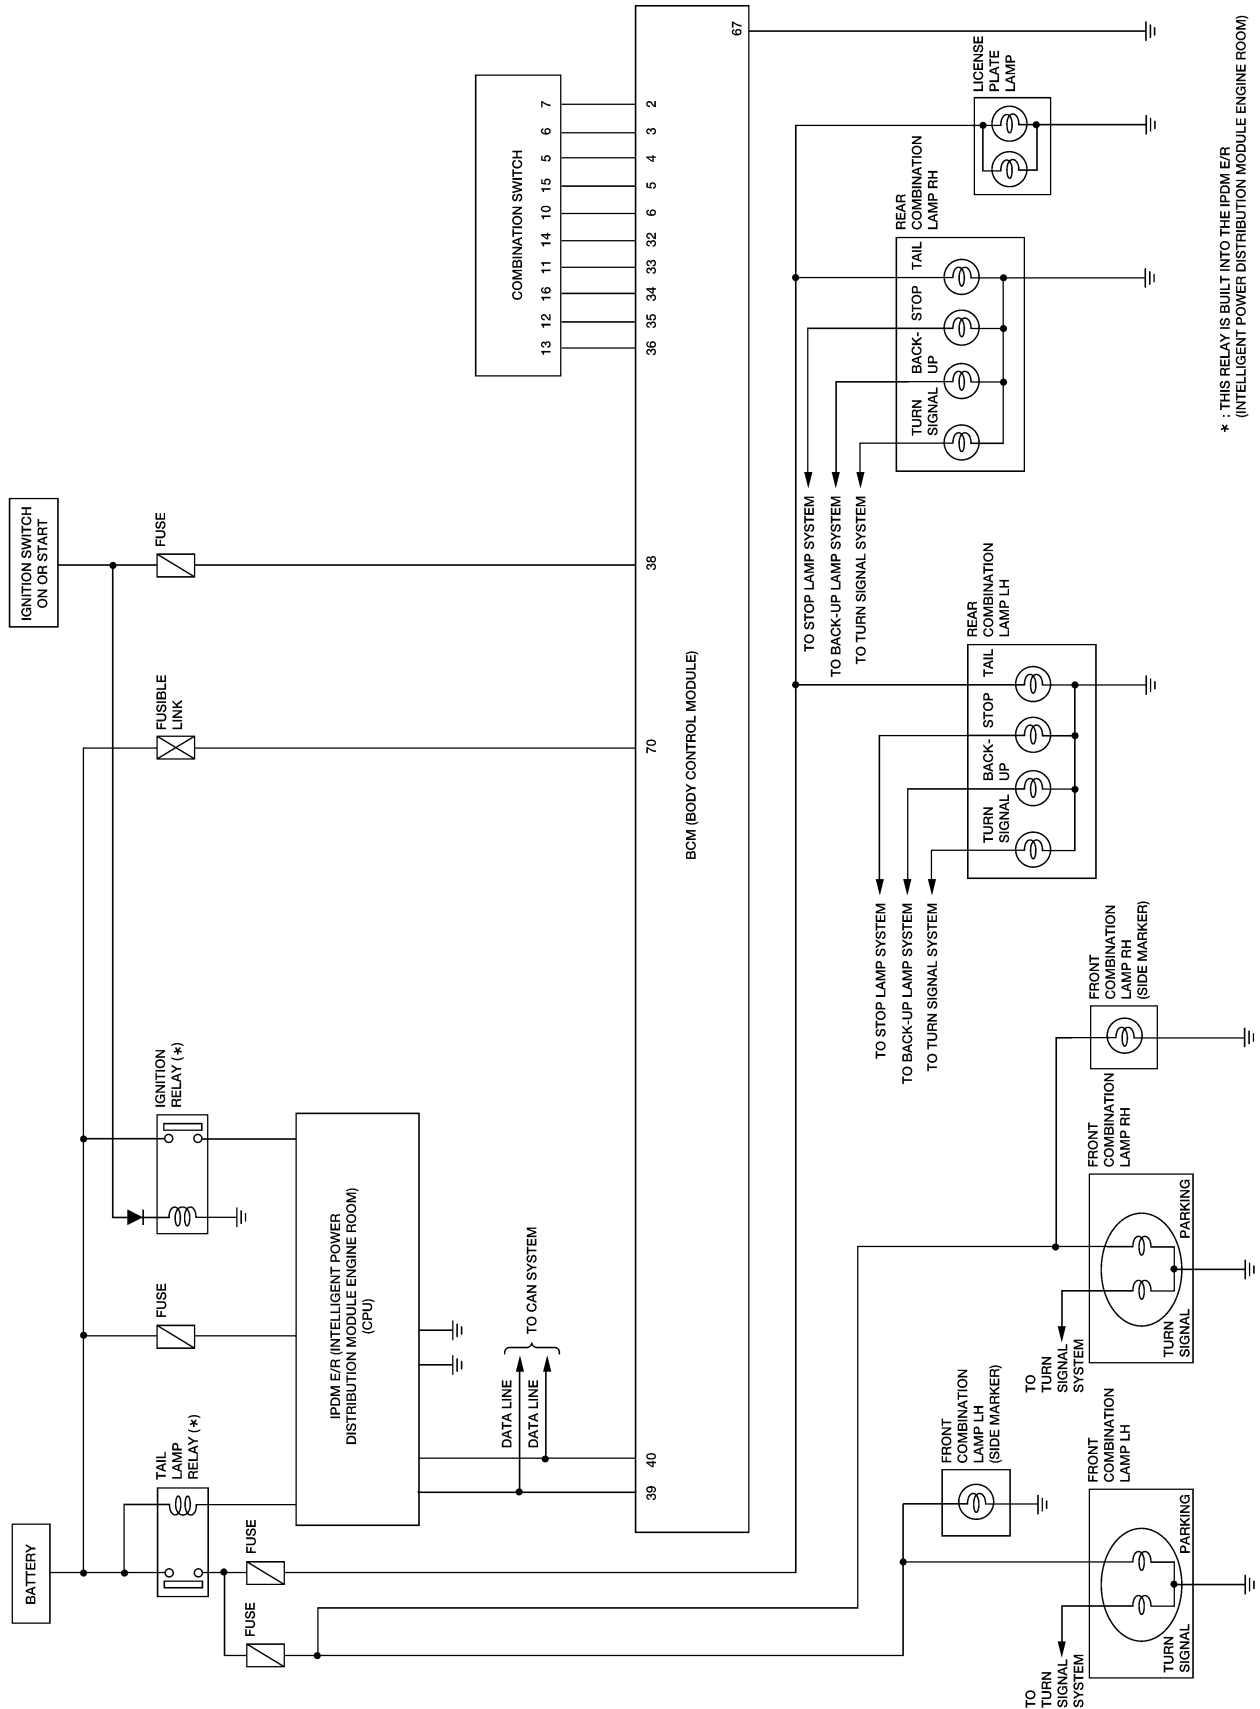 BATTERY
TAIL
LAMP
RELAY (*)
FUSE
FUSE
FUSE
IGNITION
RELAY (*)
FUSIBLE
LINK
IGNITION SWITCH
ON OR START
FUSE
IPDM E/R (INTELLIGENT POWER
DISTRIBUTION MODULE ENGINE ROOM)
(CPU)
DATA LINE
DATA LINE
TO CAN SYSTEM
COMBINATION SWITCH
13 12 16 11 14 10 15 5 6 7
39 40 70 38 36 35 34 33 32 6 5 4 3 2 67
BCM (BODY CONTROL MODULE)
FRONT
COMBINATION
LAMP LH
(SIDE MARKER)
FRONT
COMBINATION
LAMP LH
TURN
SIGNAL
PARKING
TO
TURN
SIGNAL
SYSTEM
FRONT
COMBINATION
LAMP RH
TURN
SIGNAL
PARKING
TO
TURN
SIGNAL
SYSTEM
FRONT
COMBINATION
LAMP RH
(SIDE MARKER)
REAR
COMBINATION
LAMP LH
TURN
SIGNAL
BACK-
UP
STOP
TAIL
TO STOP LAMP SYSTEM
TO BACK-UP LAMP SYSTEM
TO TURN SIGNAL SYSTEM
REAR
COMBINATION
LAMP RH
TURN
SIGNAL
BACK-
UP
STOP
TAIL
TO STOP LAMP SYSTEM
TO BACK-UP LAMP SYSTEM
TO TURN SIGNAL SYSTEM
LICENSE
PLATE
LAMP
* : THIS RELAY IS BUILT INTO THE IPDM E/R
(INTELLIGENT POWER DISTRIBUTION MODULE ENGINE ROOM)